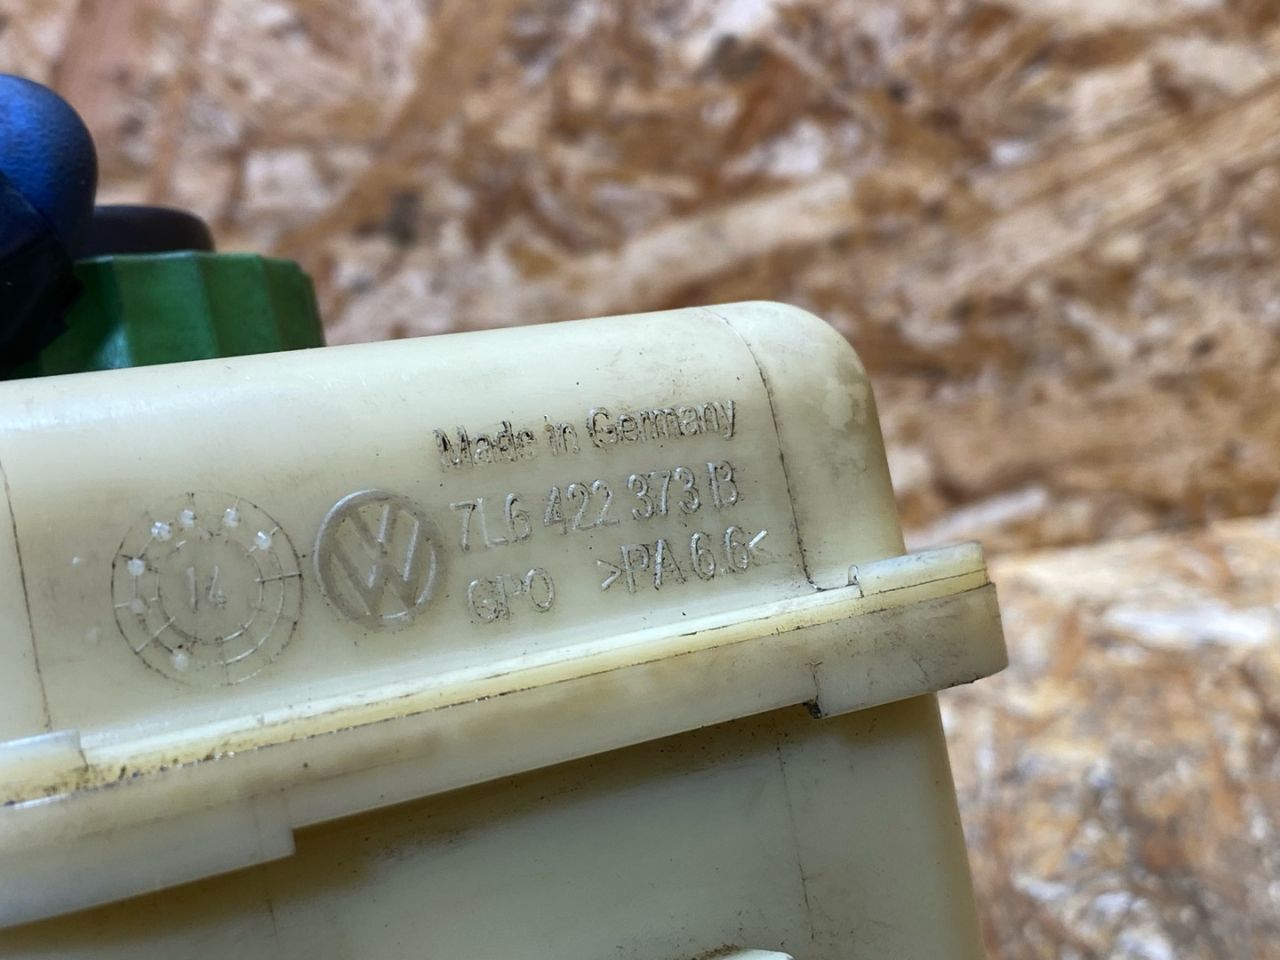 Made in Germany
7L6 422 373 B
GPO >PA 6.6<
14